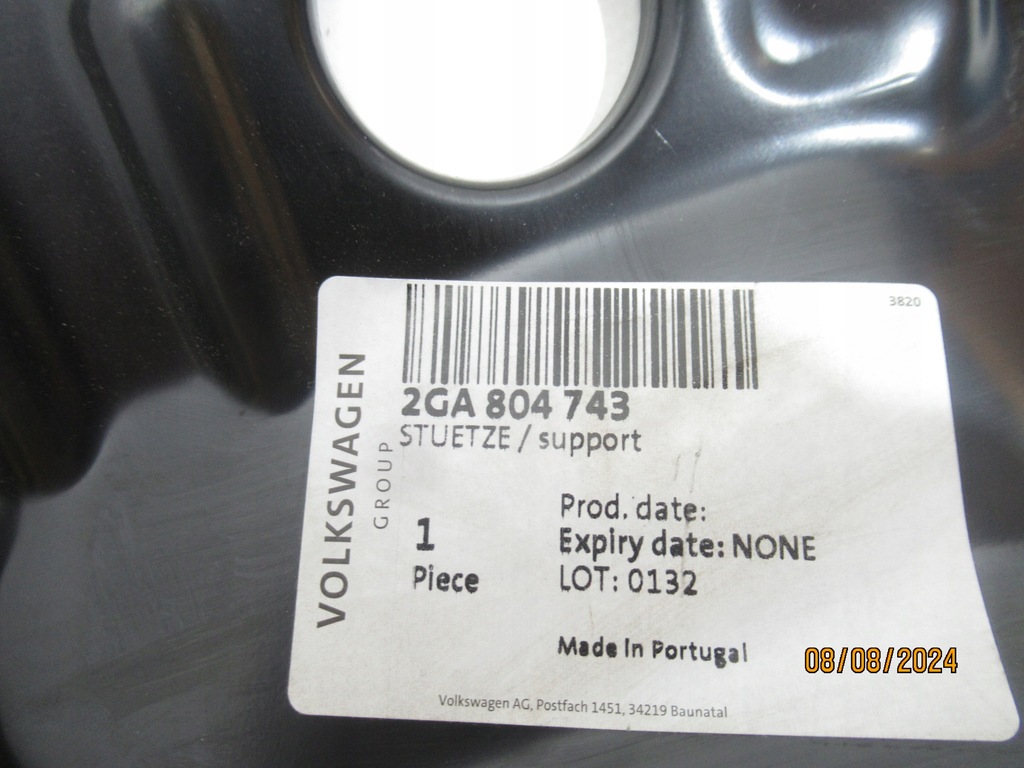 3820
VOLKSWAGEN
GROUP
2GA 804 743
STUETZE / support
1
Piece
Prod. date:
Expiry date: NONE
LOT: 0132
Made In Portugal
08/08/2024
Volkswagen AG, Postfach 1451, 34219 Baunatal